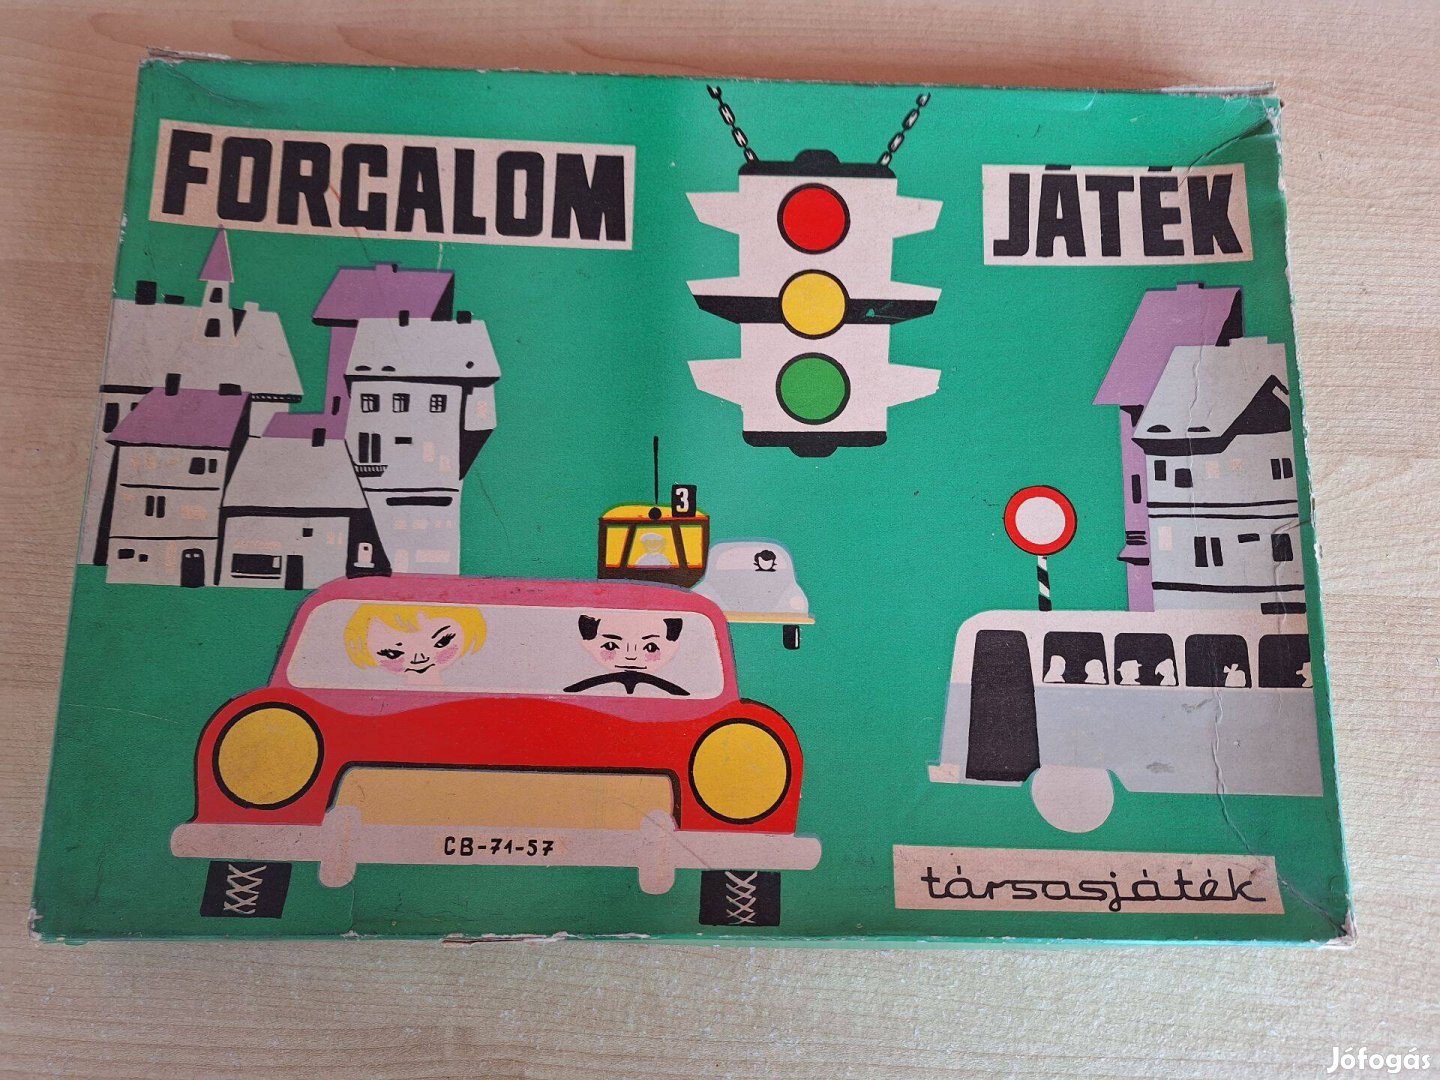 FORGALOM
JÁTÉK
3
CB-71-57
társasjáték
Jófogás